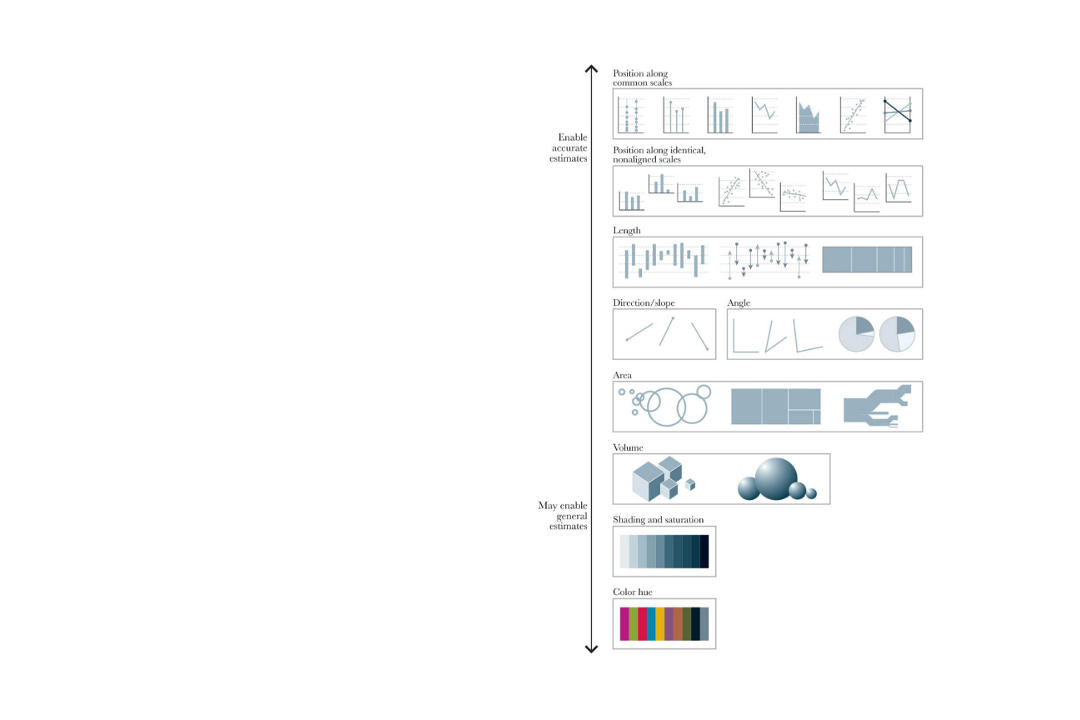 Position along
common scales
Enable
accurate
estimates
Position along identical,
nonaligned scales
Length
Direction/slope
Angle
Area
Volume
May enable
general
estimates
Shading and saturation
Color hue